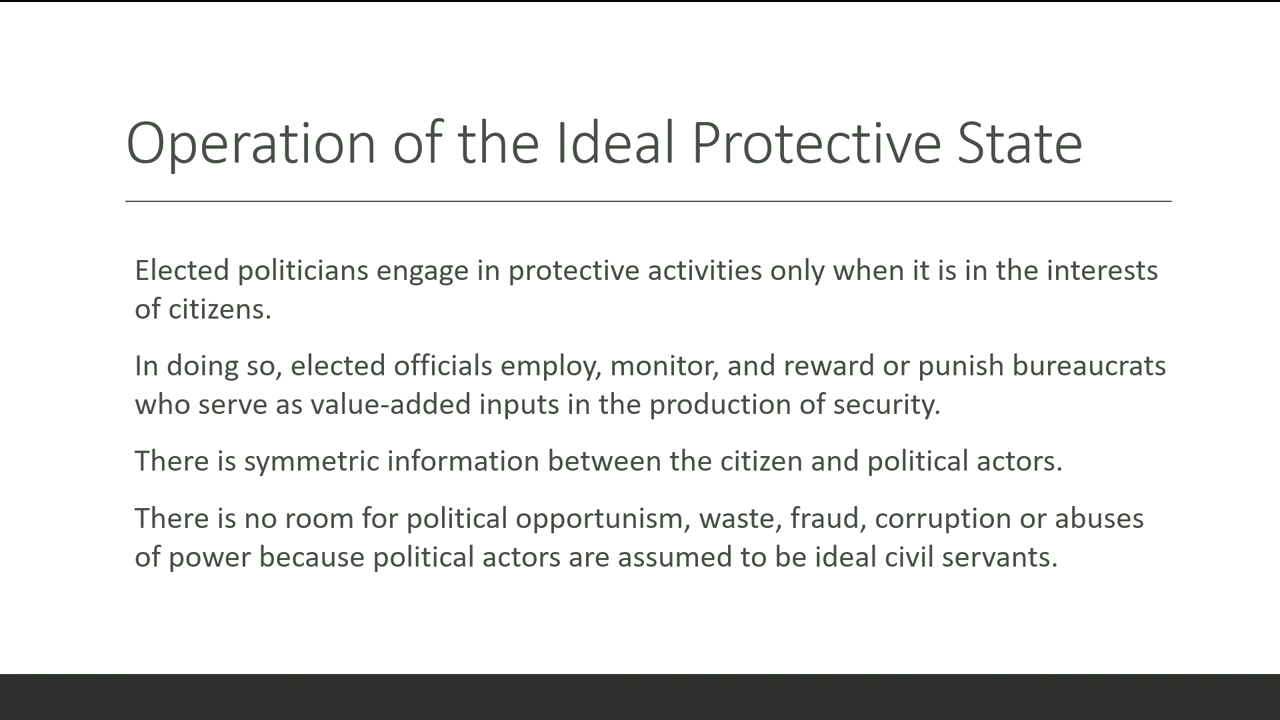 Operation of the Ideal Protective State
Elected politicians engage in protective activities only when it is in the interests
of citizens.
In doing so, elected officials employ, monitor, and reward or punish bureaucrats
who serve as value-added inputs in the production of security.
There is symmetric information between the citizen and political actors.
There is no room for political opportunism, waste, fraud, corruption or abuses
of power because political actors are assumed to be ideal civil servants.